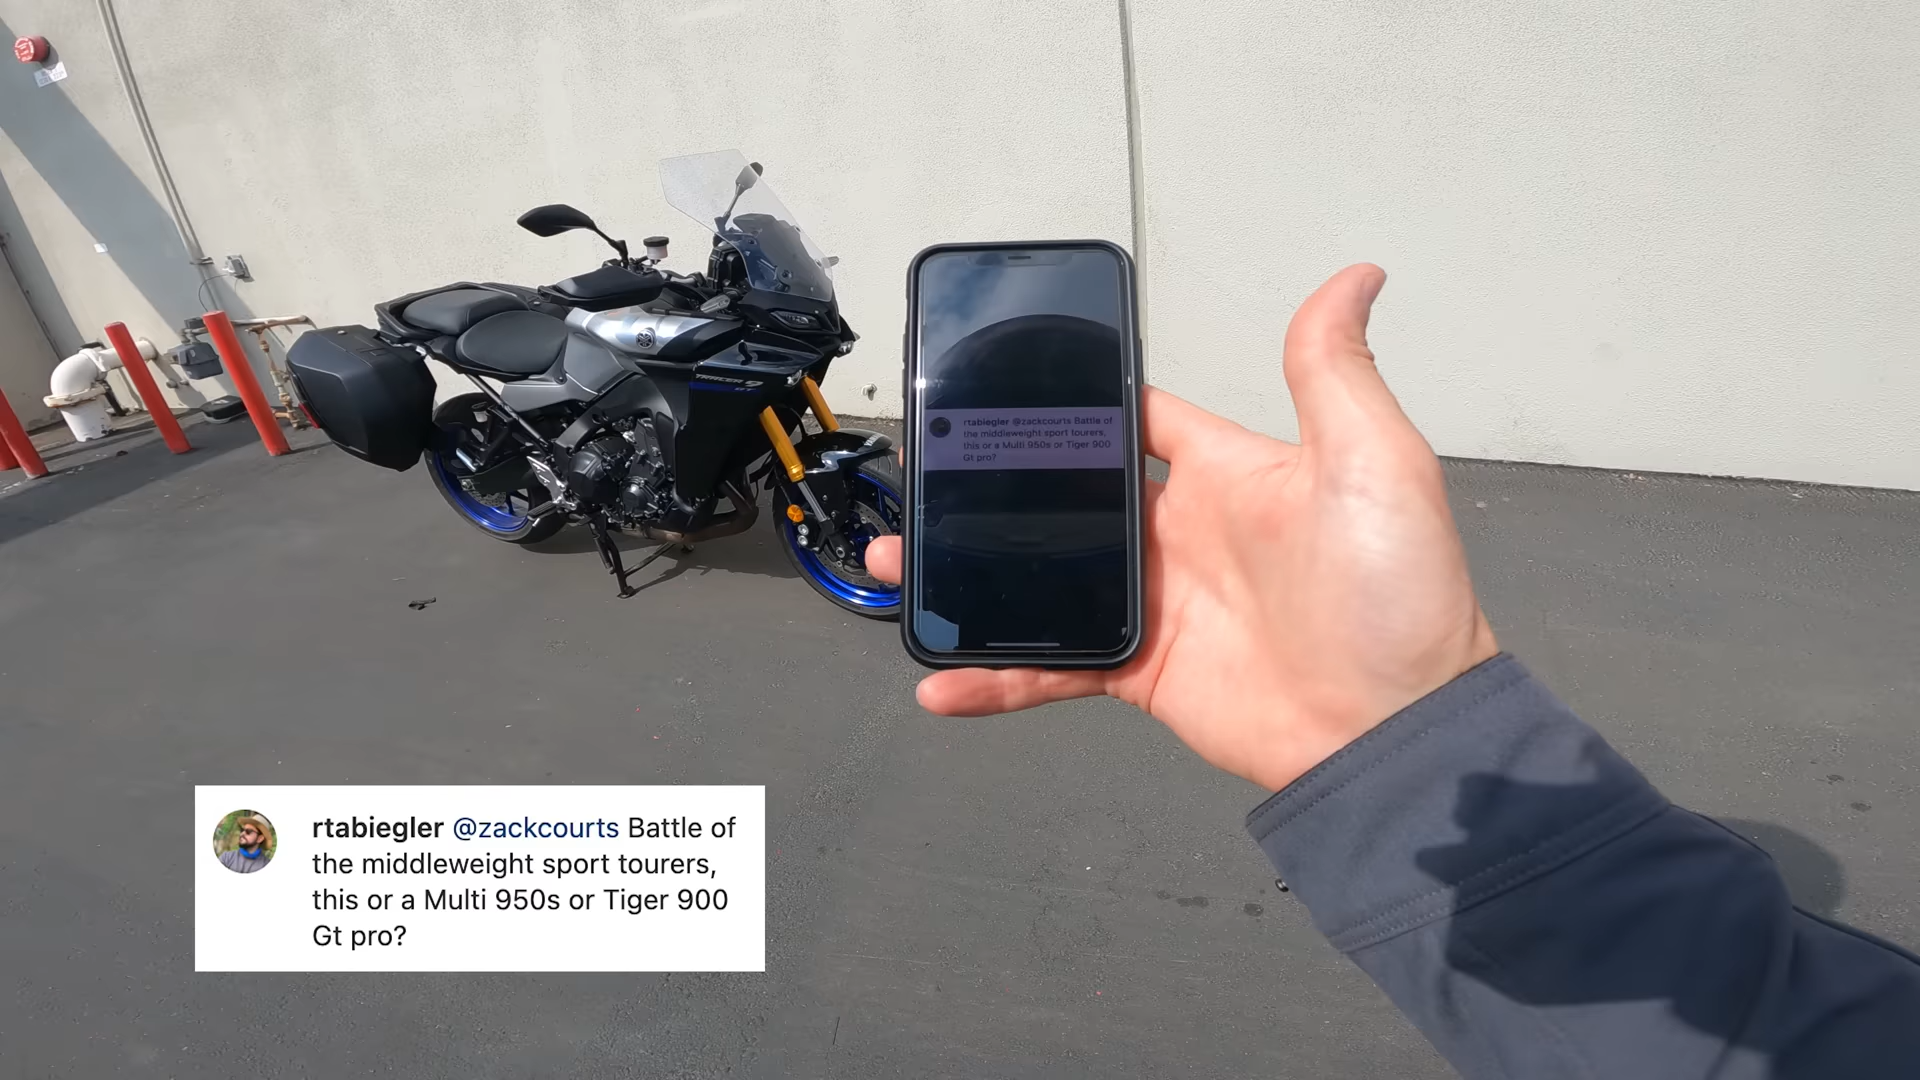 TRACER 9
GT
rtabiegler @zackcourts Battle of
the middleweight sport tourers,
this or a Multi 950s or Tiger 900
Gt pro?
rtabiegler @zackcourts Battle of
the middleweight sport tourers,
this or a Multi 950s or Tiger 900
Gt pro?